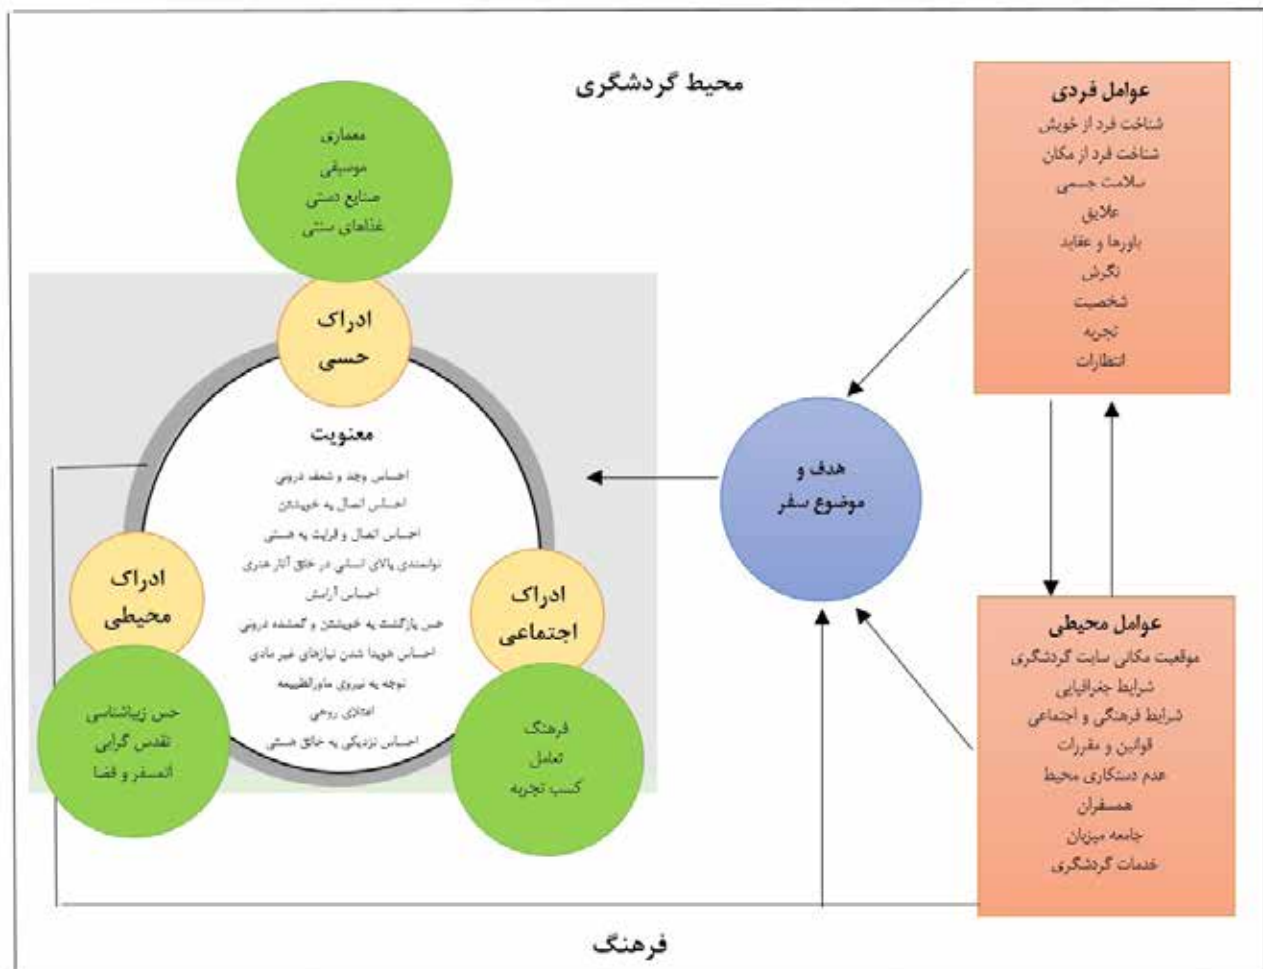 محیط گردشگری
عوامل فردی
شناخت فرد از خویش
شناخت فرد از مکان
سلامت جسمی
علایق
باورها و عقاید
نگرش
شخصیت
تجربه
انتظارات
معماری
موسیقی
صنایع دستی
غذاهای سنتی
ادراک
حسی
معنویت
احساس وجد و شعف درونی
احساس اتصال به خویشتن
احساس اتصال و قرابت به هستی
توانمندی بالای انسانی در خلق آثار هنری
احساس آرامش
حس بازگشت به خویشتن و گمشده درونی
احساس هویدا شدن نیازهای غیر مادی
توجه به نیروی ماورالطبیعه
اعتلای روحی
احساس نزدیکی به خالق هستی
هدف و
موضوع سفر
ادراک
محیطی
حس زیباشناسی
تقدس گرایی
اتمسفر و فضا
ادراک
اجتماعی
فرهنگ
تعامل
کسب تجربه
عوامل محیطی
موقعیت مکانی سایت گردشگری
شرایط جغرافیایی
شرایط فرهنگی و اجتماعی
قوانین و مقررات
عدم دستکاری محیط
همسفران
جامعه میزبان
خدمات گردشگری
فرهنگ